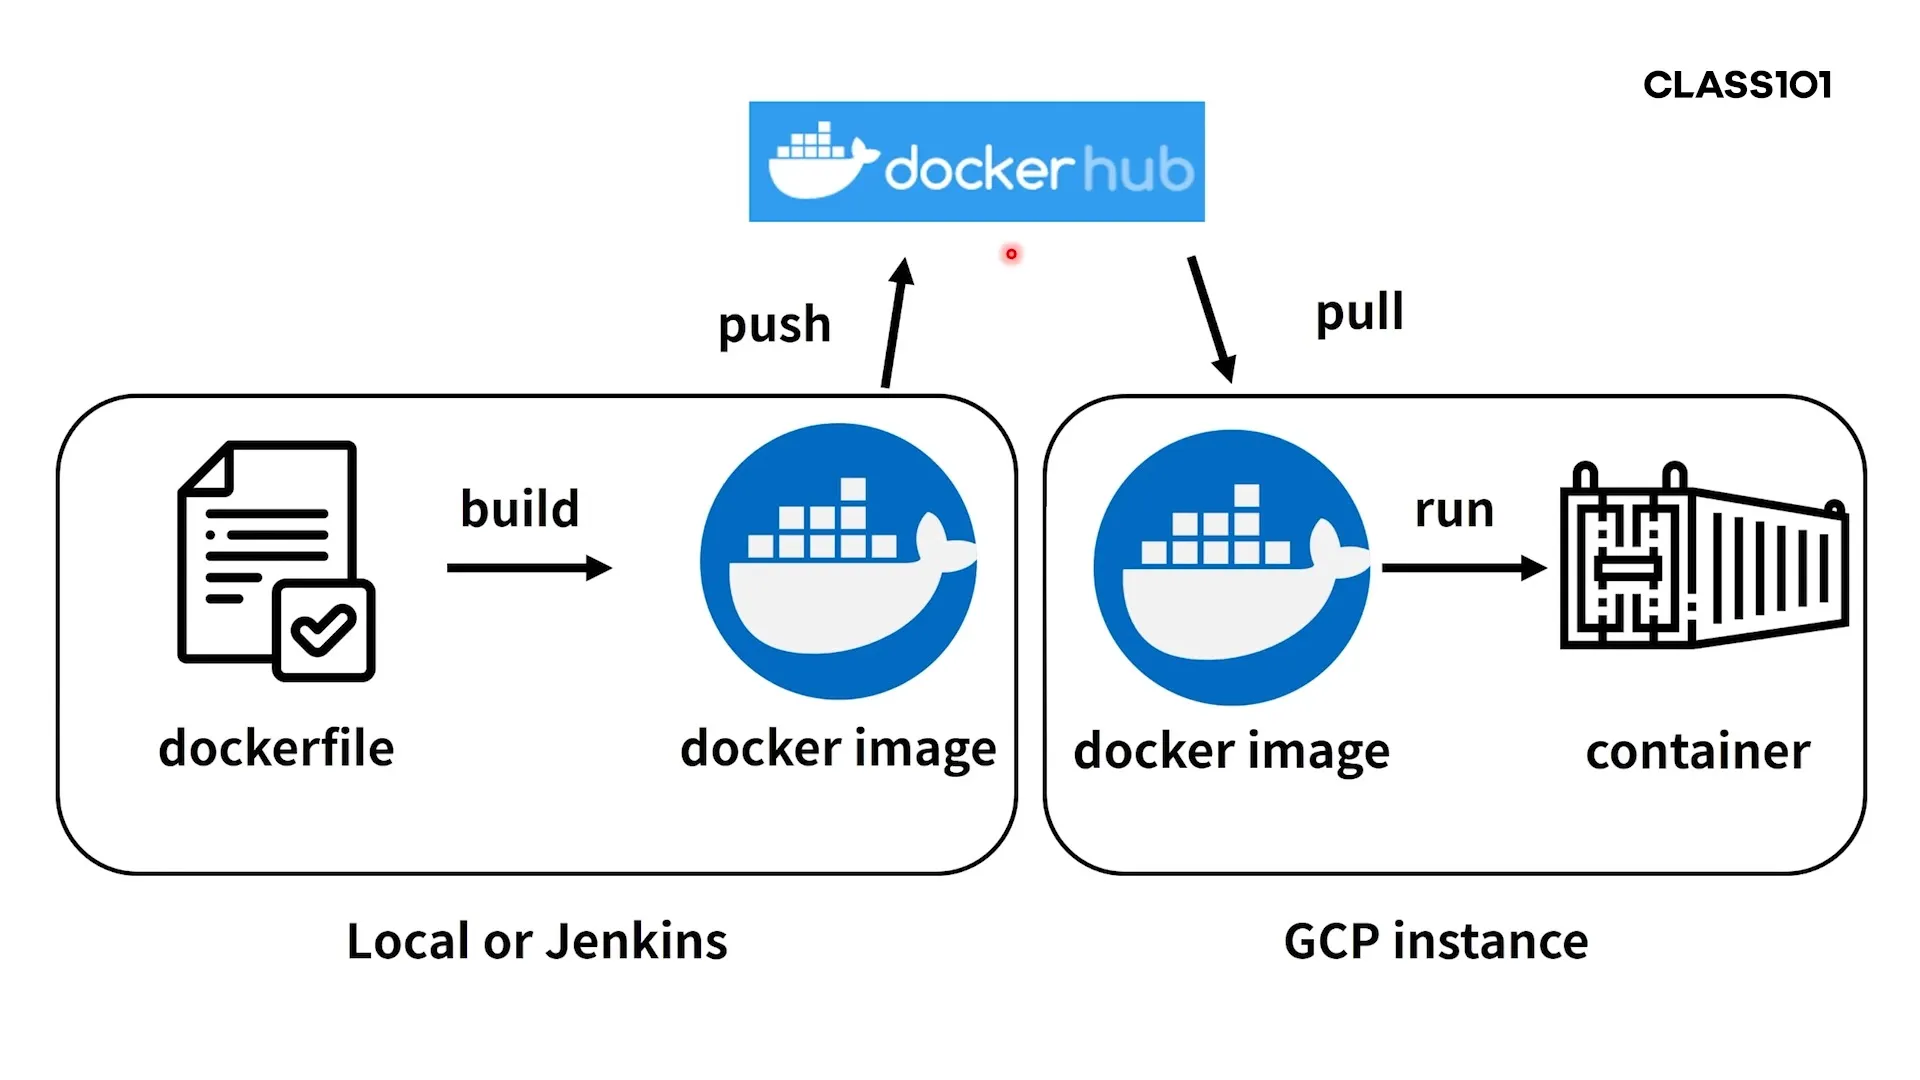 CLASS101
docker hub
push
pull
build
run
dockerfile
docker image
docker image
container
Local or Jenkins
GCP instance